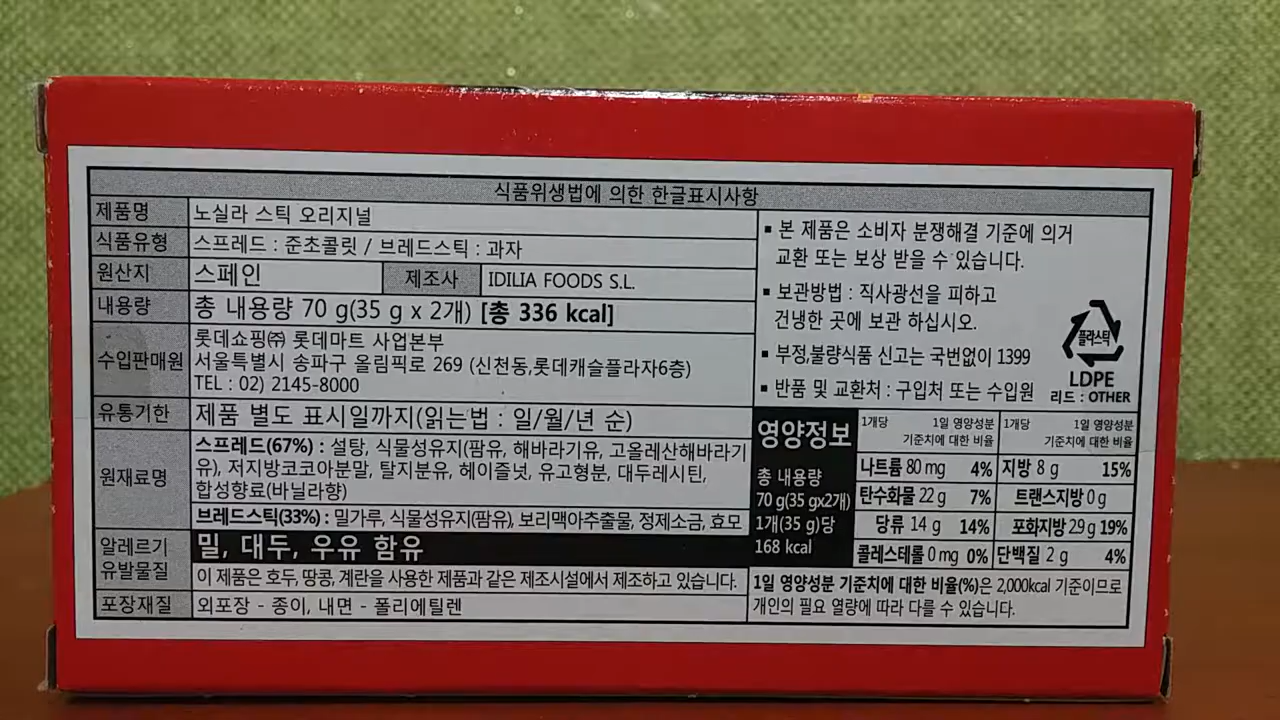 식품위생법에 의한 한글표시사항
제품명 노실라 스틱 오리지널
식품유형 스프레드 : 준초콜릿 / 브레드스틱 : 과자
원산지 스페인 제조사 IDILIA FOODS S.L.
내용량 총 내용량 70 g(35 g x 2개) [총 336 kcal]
수입판매원 롯데쇼핑㈜ 롯데마트 사업본부
서울특별시 송파구 올림픽로 269 (신천동,롯데캐슬플라자6층)
TEL : 02) 2145-8000
유통기한 제품 별도 표시일까지(읽는법 : 일/월/년 순)
원재료명 스프레드(67%) : 설탕, 식물성유지(팜유, 해바라기유, 고올레산해바라기
유), 저지방코코아분말, 탈지분유, 헤이즐넛, 유고형분, 대두레시틴,
합성향료(바닐라향)
브레드스틱(33%) : 밀가루, 식물성유지(팜유), 보리맥아추출물, 정제소금, 효모
알레르기 유발물질 밀, 대두, 우유 함유
이 제품은 호두, 땅콩, 계란을 사용한 제품과 같은 제조시설에서 제조하고 있습니다.
포장재질 외포장 - 종이, 내면 - 폴리에틸렌
▪ 본 제품은 소비자 분쟁해결 기준에 의거
교환 또는 보상 받을 수 있습니다.
▪ 보관방법 : 직사광선을 피하고
건냉한 곳에 보관 하십시오.
▪ 부정,불량식품 신고는 국번없이 1399
▪ 반품 및 교환처 : 구입처 또는 수입원
플라스틱
LDPE
리드 : OTHER
영양정보
총 내용량
70 g(35 gx2개)
1개(35 g)당
168 kcal
1개당 1일 영양성분 기준치에 대한 비율 1개당 1일 영양성분 기준치에 대한 비율
나트륨 80 mg 4% 지방 8 g 15%
탄수화물 22 g 7% 트랜스지방 0 g
당류 14 g 14% 포화지방 2.9 g 19%
콜레스테롤 0 mg 0% 단백질 2 g 4%
1일 영양성분 기준치에 대한 비율(%)은 2,000kcal 기준이므로
개인의 필요 열량에 따라 다를 수 있습니다.